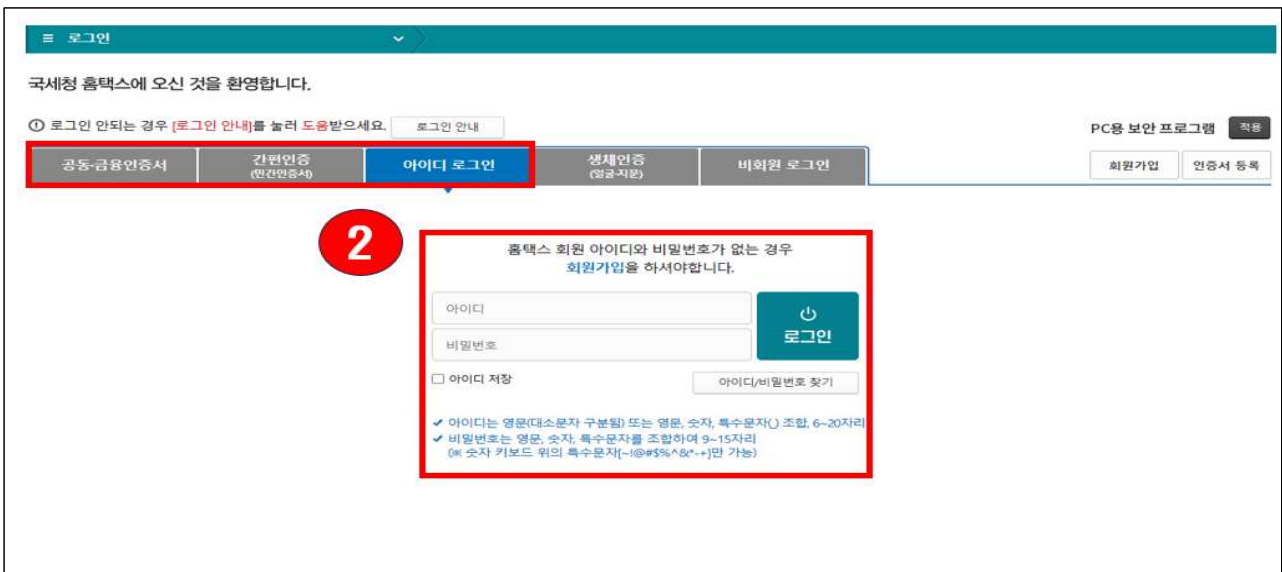 ≡ 로그인
국세청 홈택스에 오신 것을 환영합니다.
로그인 안되는 경우 [로그인 안내]를 눌러 도움받으세요. 로그인 안내
PC용 보안 프로그램 적용
공동·금융인증서
간편인증
(민간인증서)
아이디 로그인
생체인증
(얼굴·지문)
비회원 로그인
회원가입
인증서 등록
2
홈택스 회원 아이디와 비밀번호가 없는 경우
회원가입을 하셔야합니다.
아이디
비밀번호
로그인
아이디 저장
아이디/비밀번호 찾기
✔ 아이디는 영문(대소문자 구분됨) 또는 영문, 숫자, 특수문자(_) 조합, 6~20자리
✔ 비밀번호는 영문, 숫자, 특수문자를 조합하여 9~15자리
(※ 숫자 키보드 위의 특수문자[~!@#$%^&*-+]만 가능)